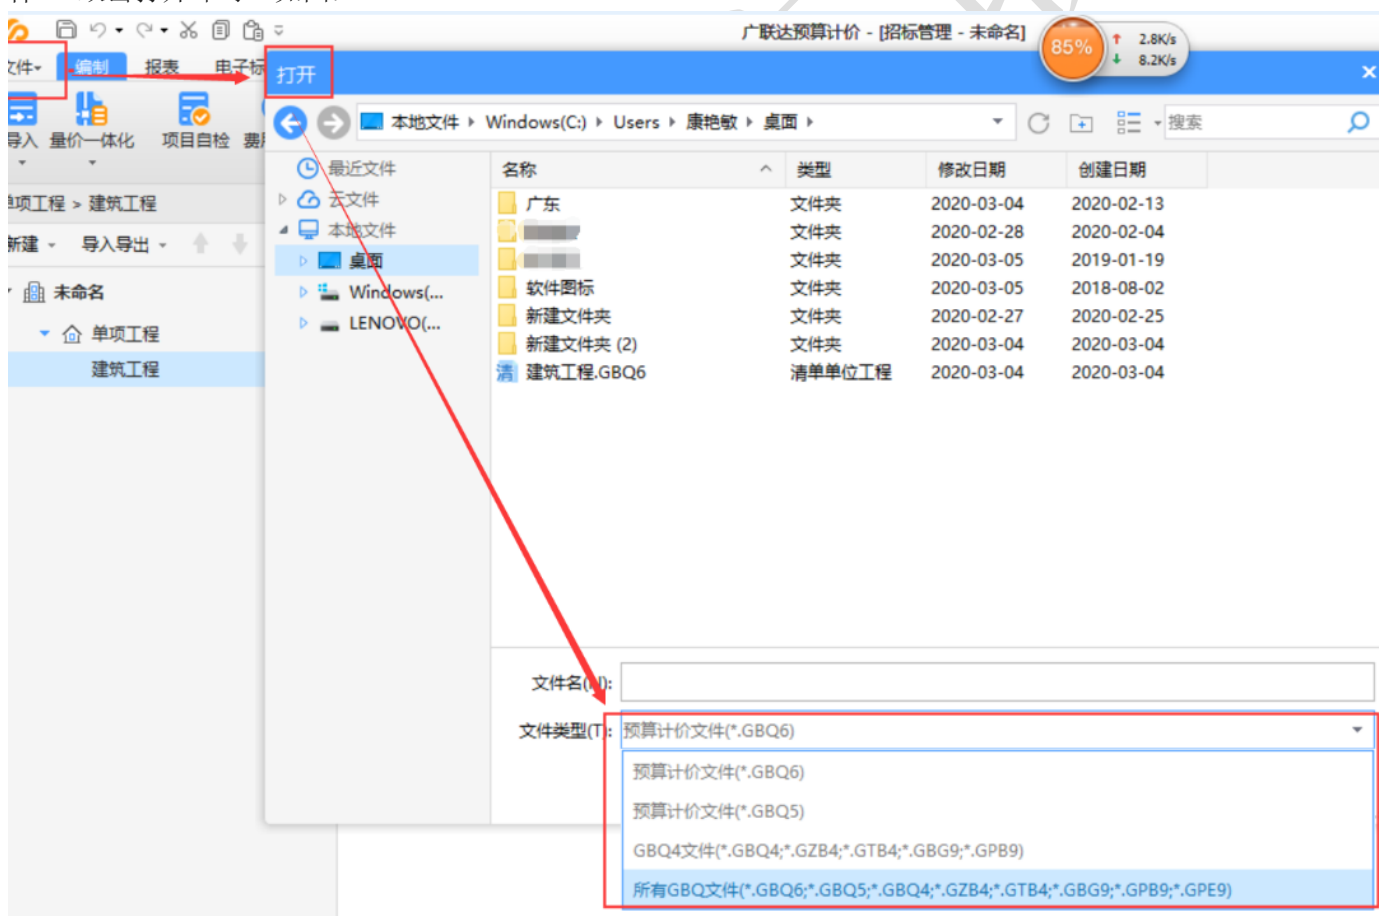 广联达预算计价 - [招标管理 - 未命名]
85%
2.8K/s
8.2K/s
文件
编制
报表
电子标
打开
导入
量价一体化
项目自检
本地文件 Windows(C:) Users 康艳敏 桌面
搜索
单项工程 > 建筑工程
新建
导入导出
未命名
单项工程
建筑工程
最近文件
云文件
本地文件
桌面
Windows(...
LENOVO(...
名称 类型 修改日期 创建日期
广东 文件夹 2020-03-04 2020-02-13
文件夹 2020-02-28 2020-02-04
文件夹 2020-03-05 2019-01-19
软件图标 文件夹 2020-03-05 2018-08-02
新建文件夹 文件夹 2020-02-27 2020-02-25
新建文件夹 (2) 文件夹 2020-03-04 2020-03-04
清 建筑工程.GBQ6 清单单位工程 2020-03-04 2020-03-04
文件名(N):
文件类型(T): 预算计价文件(*.GBQ6)
预算计价文件(*.GBQ6)
预算计价文件(*.GBQ5)
GBQ4文件(*.GBQ4;*.GZB4;*.GTB4;*.GBG9;*.GPB9)
所有GBQ文件(*.GBQ6;*.GBQ5;*.GBQ4;*.GZB4;*.GTB4;*.GBG9;*.GPB9;*.GPE9)